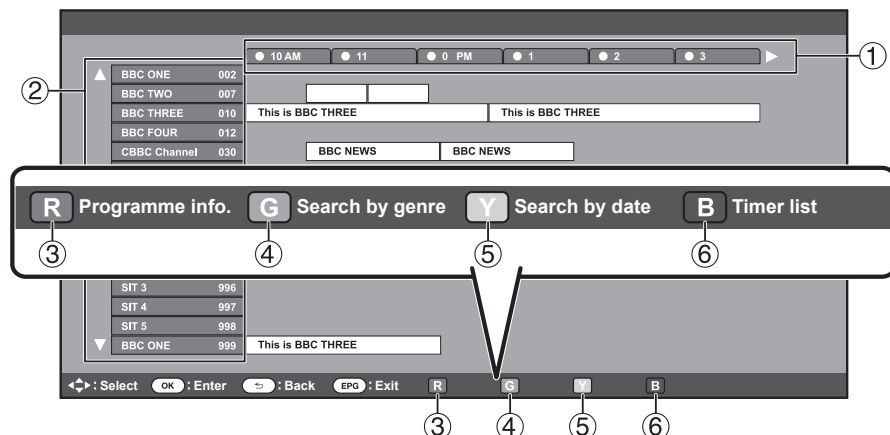 10 AM 11 0 PM 1 2 3 ①
②
BBC ONE 002
BBC TWO 007
BBC THREE 010 This is BBC THREE This is BBC THREE
BBC FOUR 012
CBBC Channel 030 BBC NEWS BBC NEWS
R Programme info. G Search by genre Y Search by date B Timer list
③ ④ ⑤ ⑥
SIT 3 996
SIT 4 997
SIT 5 998
BBC ONE 999 This is BBC THREE
: Select OK : Enter : Back EPG : Exit R G Y B
③ ④ ⑤ ⑥